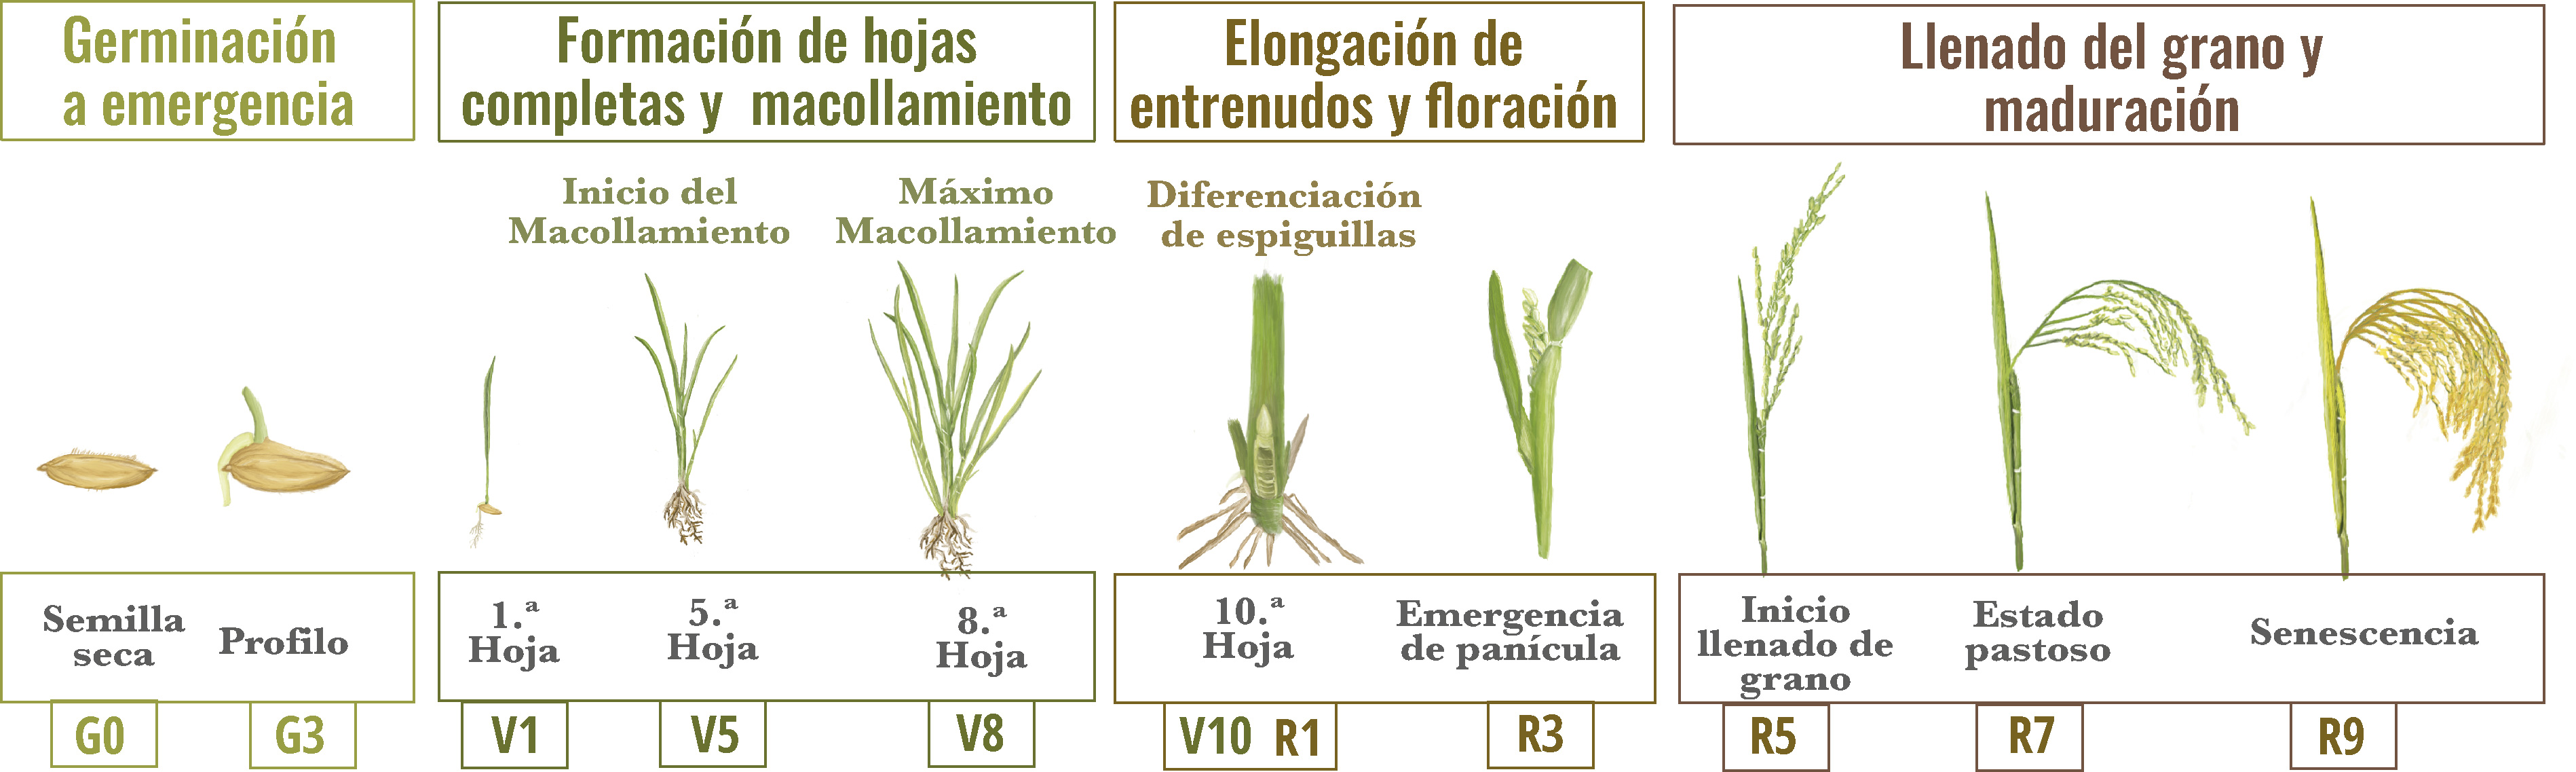 Germinación
a emergencia
Formación de hojas
completas y macollamiento
Elongación de
entrenudos y floración
Llenado del grano y
maduración
Inicio del
Macollamiento
Máximo
Macollamiento
Diferenciación
de espiguillas
Semilla
seca
Profilo
1.ª
Hoja
5.ª
Hoja
8.ª
Hoja
10.ª
Hoja
Emergencia
de panícula
Inicio
llenado de
grano
Estado
pastoso
Senescencia
G0
G3
V1
V5
V8
V10 R1
R3
R5
R7
R9